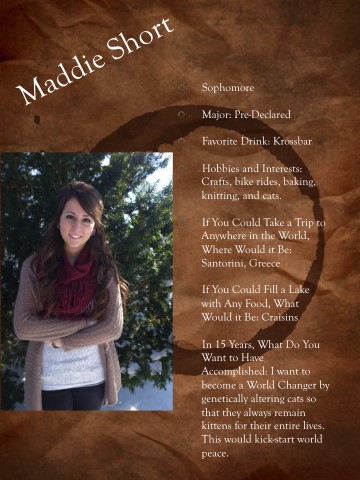 Maddie Short
Sophomore
Major: Pre-Declared
Favorite Drink: Krossbar
Hobbies and Interests:
Crafts, bike rides, baking,
knitting, and cats.
If You Could Take a Trip to
Anywhere in the World,
Where Would it Be:
Santorini, Greece
If You Could Fill a Lake
with Any Food, What
Would it Be: Craisins
In 15 Years, What Do You
Want to Have
Accomplished: I want to
become a World Changer by
genetically altering cats so
that they always remain
kittens for their entire lives.
This would kick-start world
peace.